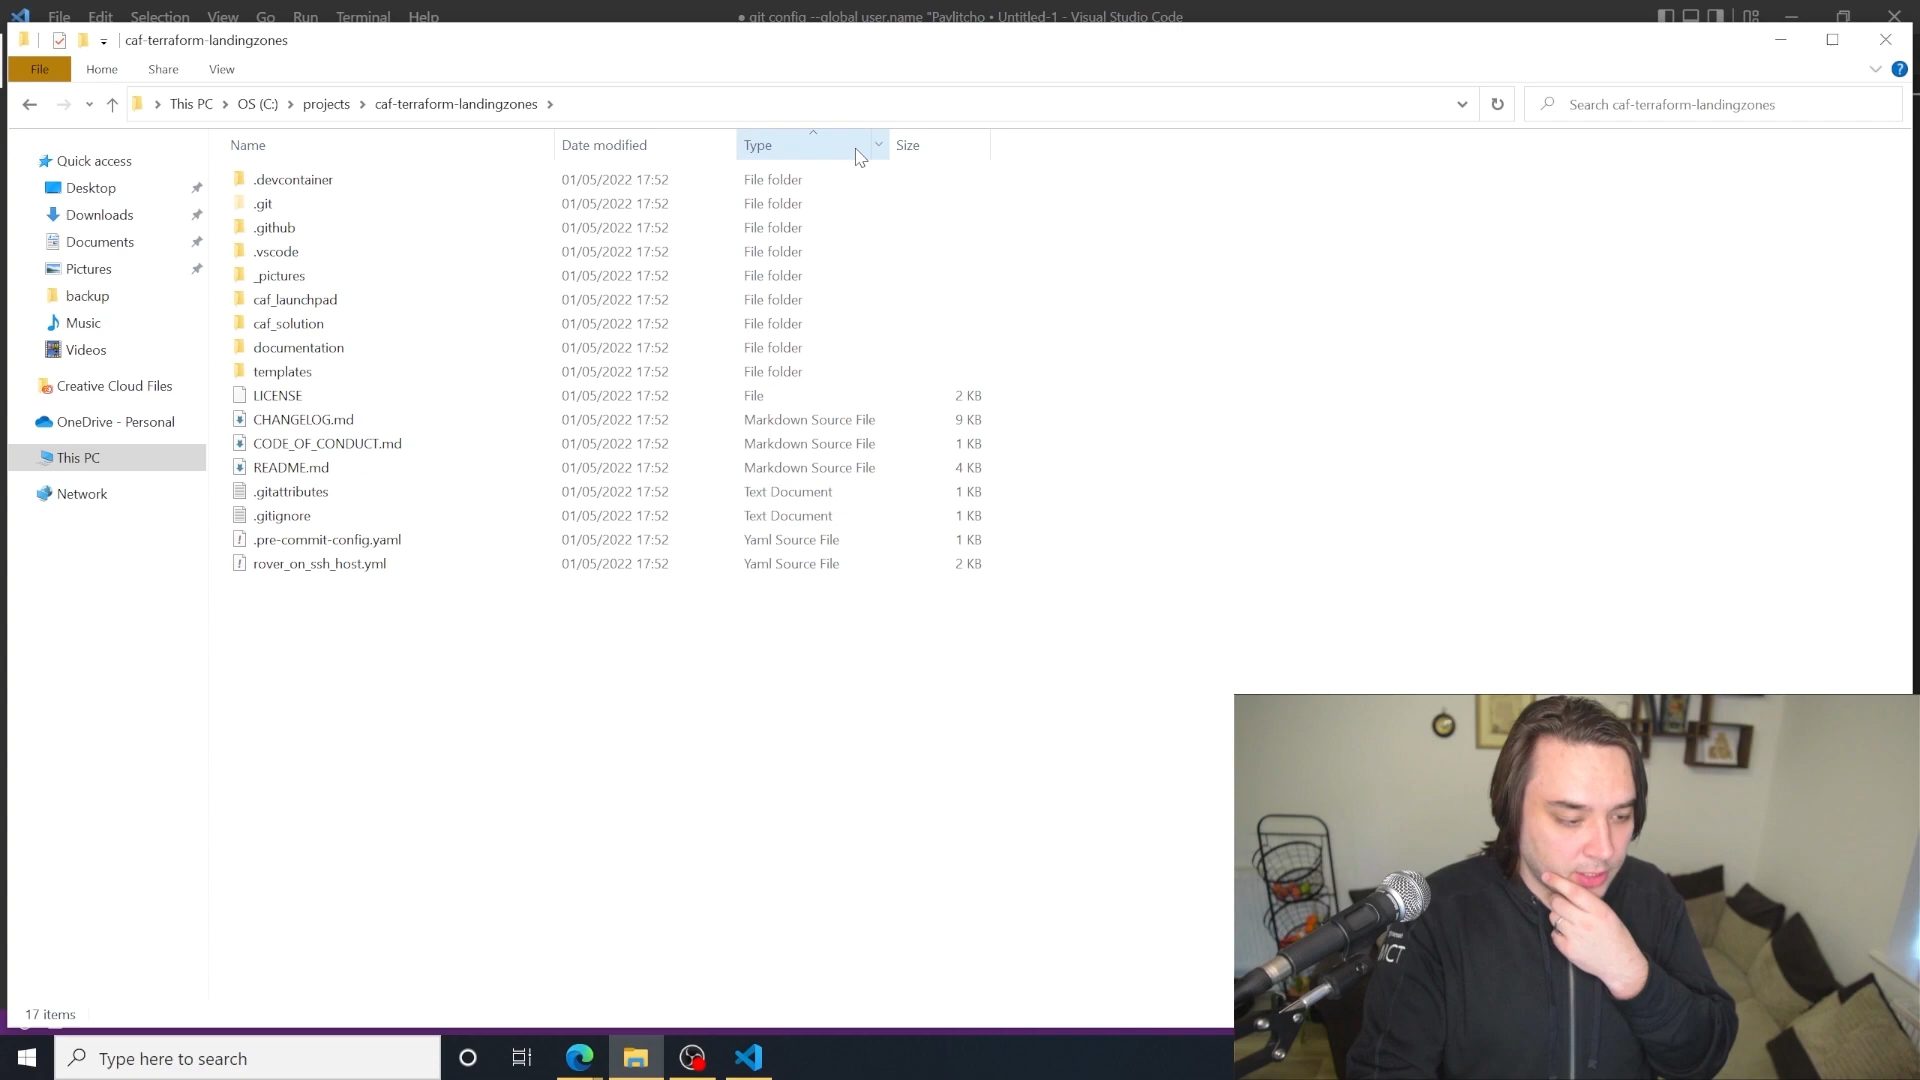 File Edit Selection View Go Run Terminal Help
● git config --global user.name "Pavlitcho • Untitled-1 - Visual Studio Code
caf-terraform-landingzones
File Home Share View
This PC OS (C:) projects caf-terraform-landingzones
Search caf-terraform-landingzones
Quick access
Desktop
Downloads
Documents
Pictures
backup
Music
Videos
Creative Cloud Files
OneDrive - Personal
This PC
Network
Name Date modified Type Size
.devcontainer 01/05/2022 17:52 File folder
.git 01/05/2022 17:52 File folder
.github 01/05/2022 17:52 File folder
.vscode 01/05/2022 17:52 File folder
_pictures 01/05/2022 17:52 File folder
caf_launchpad 01/05/2022 17:52 File folder
caf_solution 01/05/2022 17:52 File folder
documentation 01/05/2022 17:52 File folder
templates 01/05/2022 17:52 File folder
LICENSE 01/05/2022 17:52 File 2 KB
CHANGELOG.md 01/05/2022 17:52 Markdown Source File 9 KB
CODE_OF_CONDUCT.md 01/05/2022 17:52 Markdown Source File 1 KB
README.md 01/05/2022 17:52 Markdown Source File 4 KB
.gitattributes 01/05/2022 17:52 Text Document 1 KB
.gitignore 01/05/2022 17:52 Text Document 1 KB
.pre-commit-config.yaml 01/05/2022 17:52 Yaml Source File 1 KB
rover_on_ssh_host.yml 01/05/2022 17:52 Yaml Source File 2 KB
17 items
Type here to search